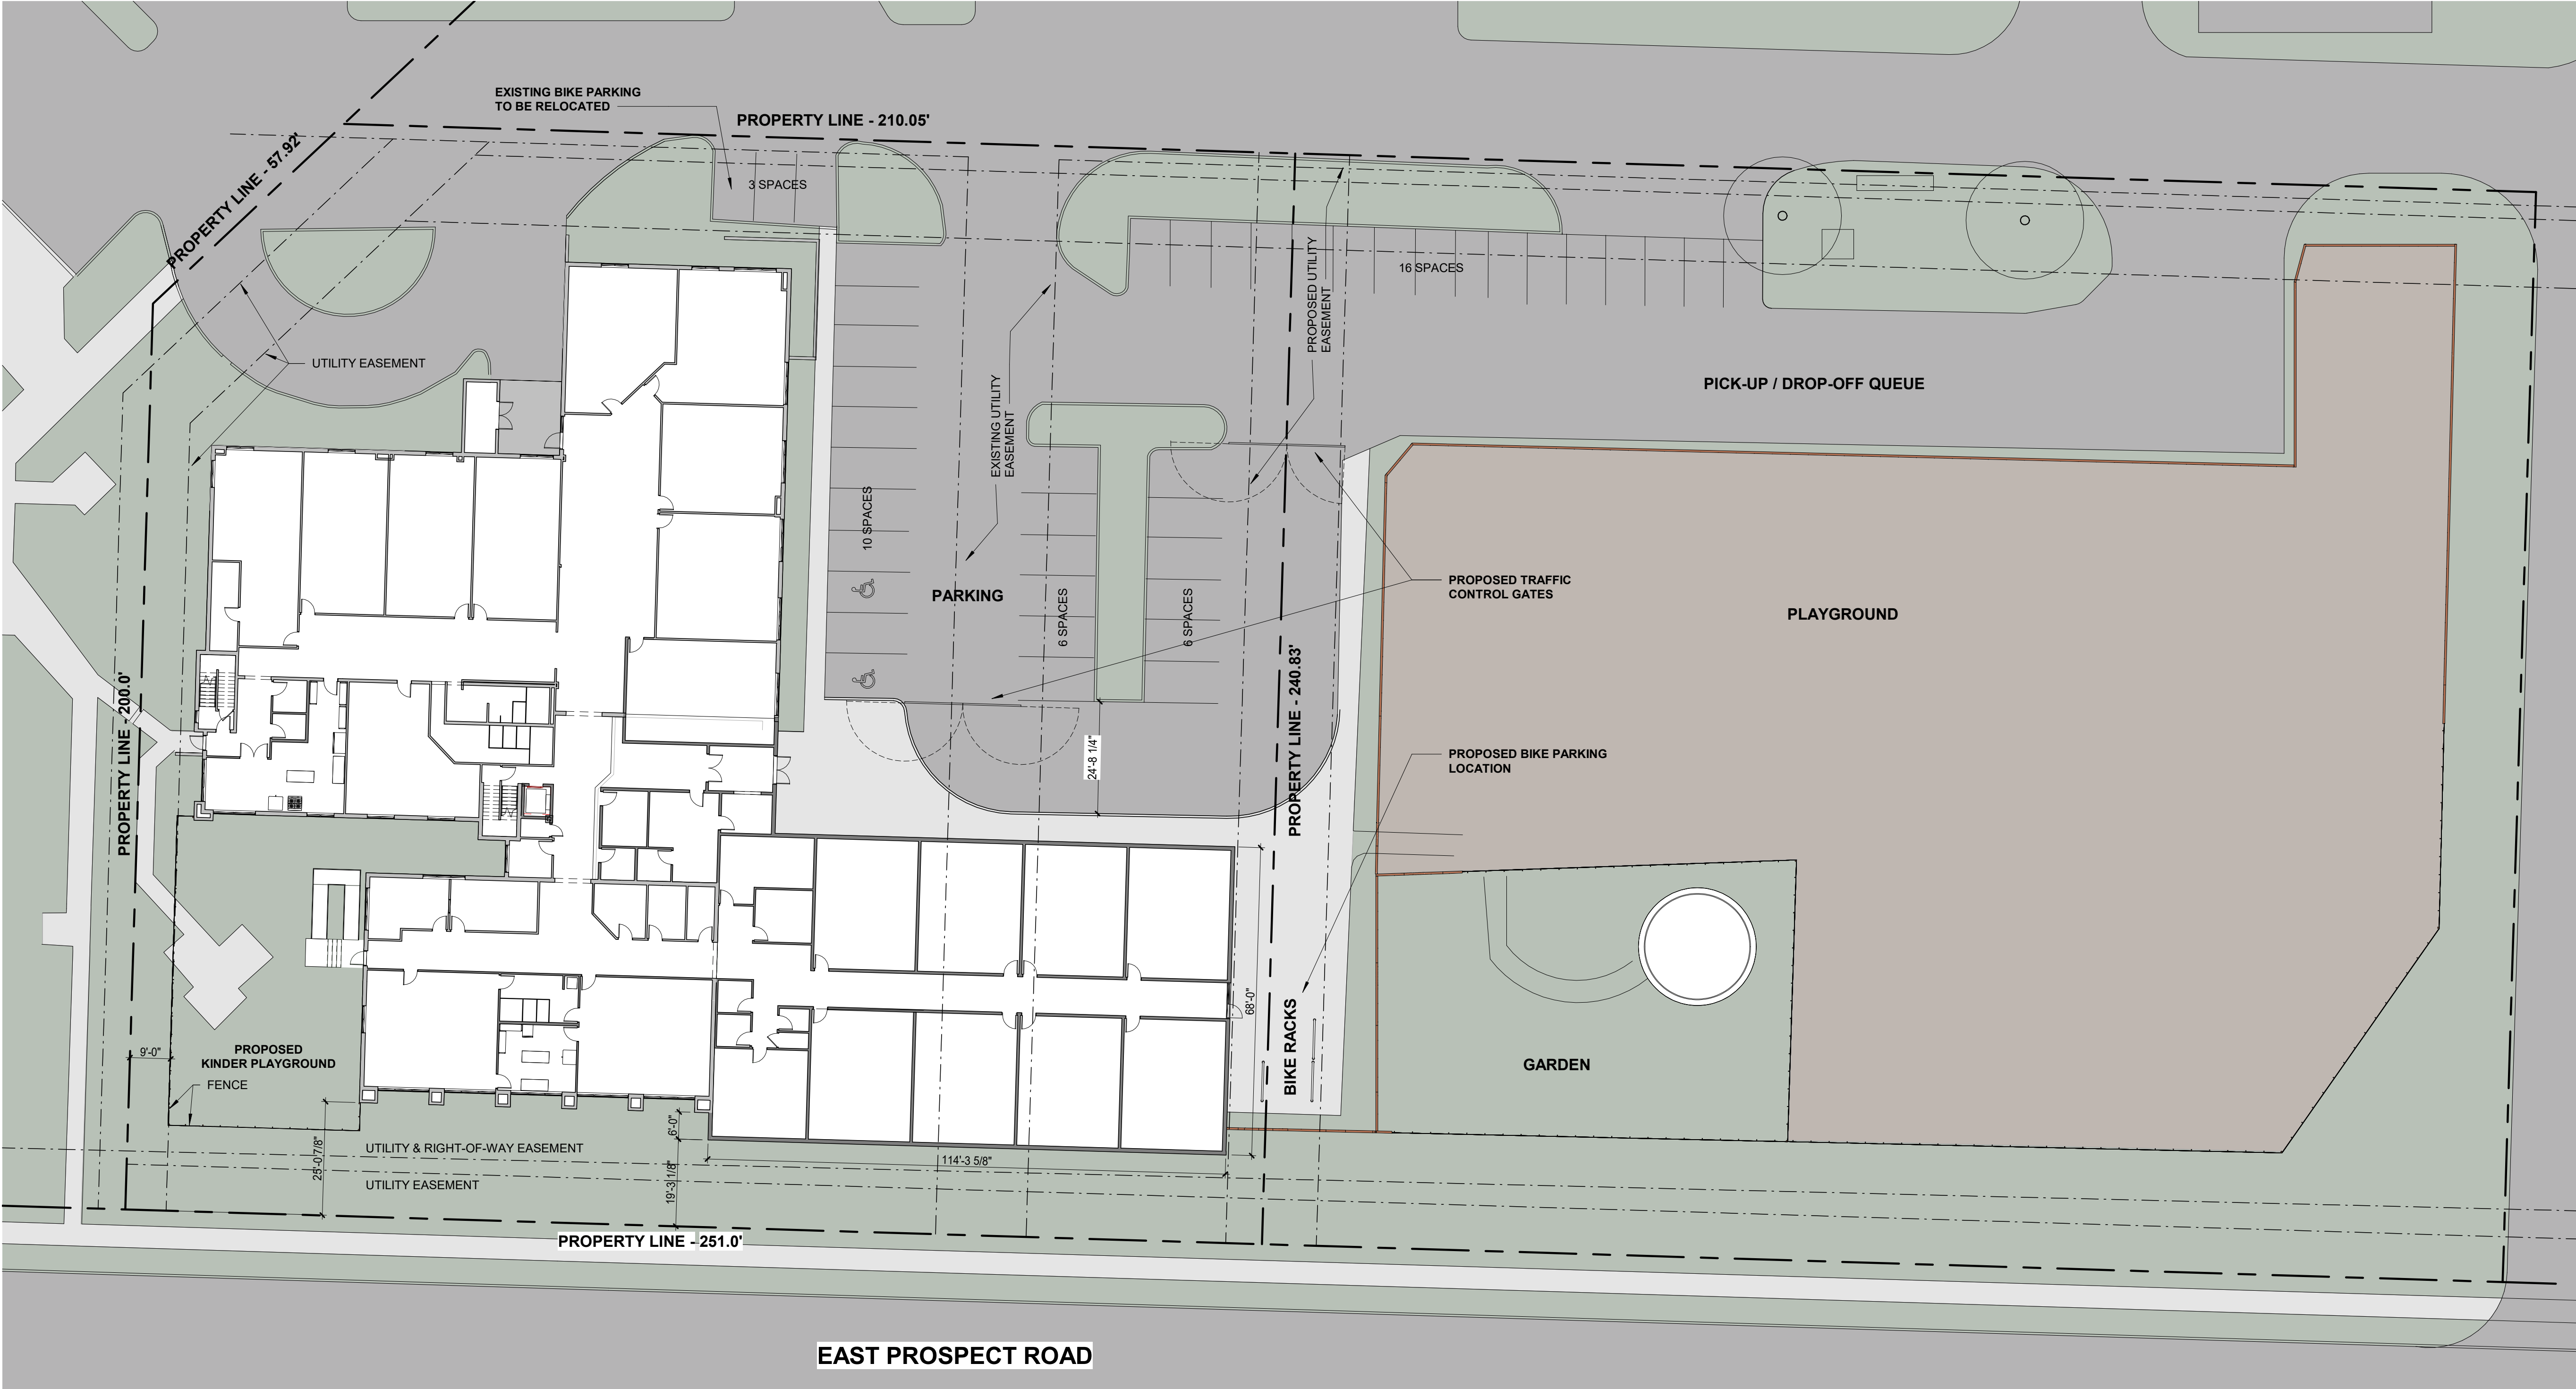 EXISTING BIKE PARKING
TO BE RELOCATED
PROPERTY LINE - 210.05'
PROPERTY LINE - 57.92'
3 SPACES
16 SPACES
PROPOSED UTILITY
EASEMENT
UTILITY EASEMENT
EXISTING UTILITY
EASEMENT
PICK-UP / DROP-OFF QUEUE
10 SPACES
PARKING
6 SPACES
6 SPACES
PROPOSED TRAFFIC
CONTROL GATES
PLAYGROUND
PROPERTY LINE - 200.0'
PROPERTY LINE - 240.83'
24'-8 1/4"
PROPOSED BIKE PARKING
LOCATION
68'-0"
BIKE RACKS
9'-0"
PROPOSED
KINDER PLAYGROUND
FENCE
GARDEN
6'-0"
25'-0 7/8"
UTILITY & RIGHT-OF-WAY EASEMENT
114'-3 5/8"
19'-3 1/8"
UTILITY EASEMENT
PROPERTY LINE - 251.0'
EAST PROSPECT ROAD